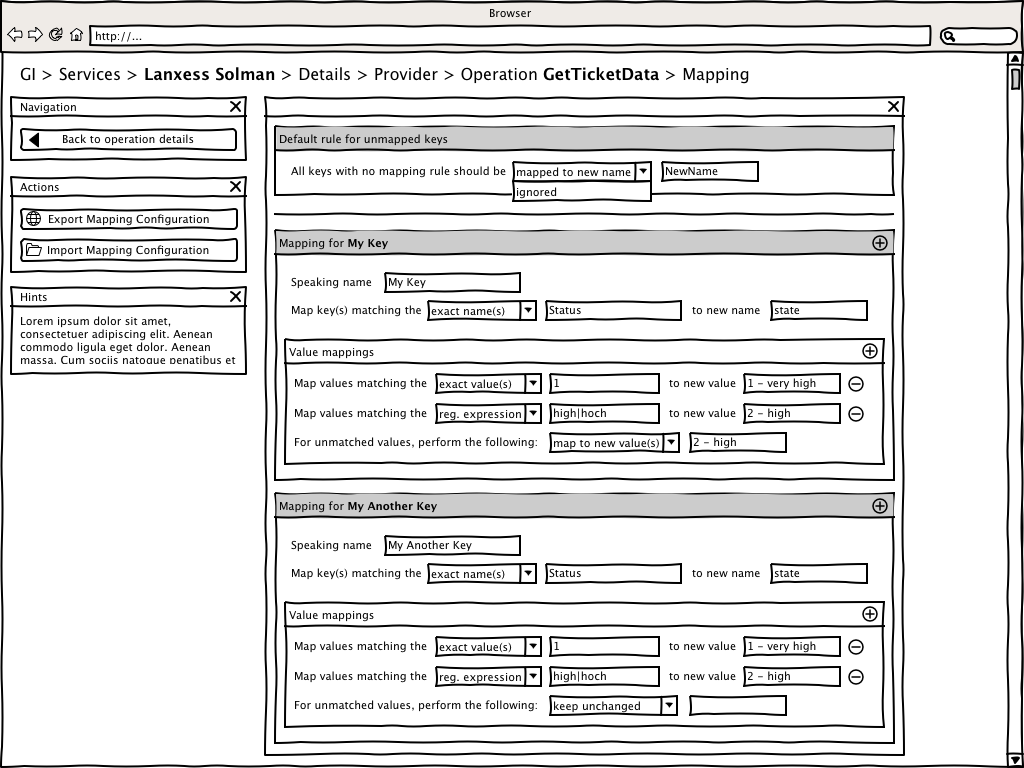 Browser
http://...
GI > Services > Lanxess Solman > Details > Provider > Operation GetTicketData > Mapping
Navigation
Back to operation details
Actions
Export Mapping Configuration
Import Mapping Configuration
Hints
Lorem ipsum dolor sit amet,
consectetuer adipiscing elit. Aenean
commodo ligula eget dolor. Aenean
massa. Cum sociis natoque penatibus et
Default rule for unmapped keys
All keys with no mapping rule should be mapped to new name NewName
ignored
Mapping for My Key
Speaking name My Key
Map key(s) matching the exact name(s) Status to new name state
Value mappings
Map values matching the exact value(s) 1 to new value 1 - very high
Map values matching the reg. expression high|hoch to new value 2 - high
For unmatched values, perform the following: map to new value(s) 2 - high
Mapping for My Another Key
Speaking name My Another Key
Map key(s) matching the exact name(s) Status to new name state
Value mappings
Map values matching the exact value(s) 1 to new value 1 - very high
Map values matching the reg. expression high|hoch to new value 2 - high
For unmatched values, perform the following: keep unchanged